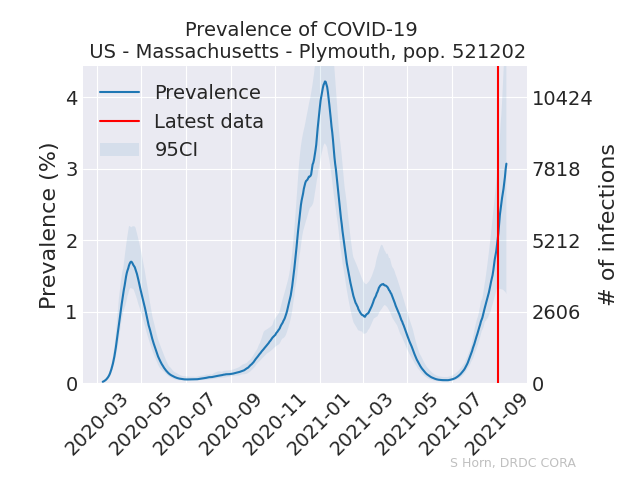 Prevalence of COVID-19
US - Massachusetts - Plymouth, pop. 521202
Prevalence
Latest data
95CI
Prevalence (%)
4
3
2
1
0
10424
7818
5212
2606
0
# of infections
2020-03
2020-05
2020-07
2020-09
2020-11
2021-01
2021-03
2021-05
2021-07
2021-09
S Horn, DRDC CORA